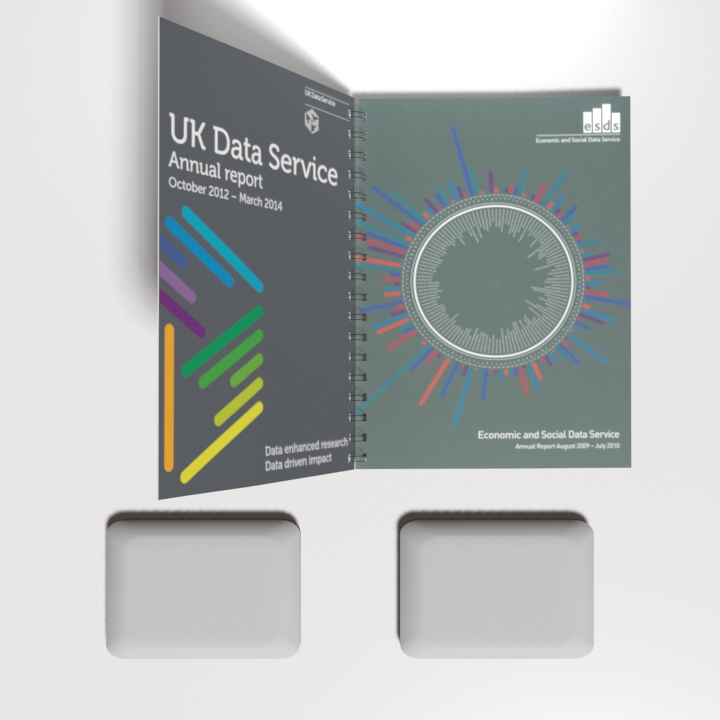 UK Data Service
UK Data Service
Annual report
October 2012 – March 2014
Data enhanced research
Data driven impact
esds
Economic and Social Data Service
Economic and Social Data Service
Annual Report August 2009 – July 2010